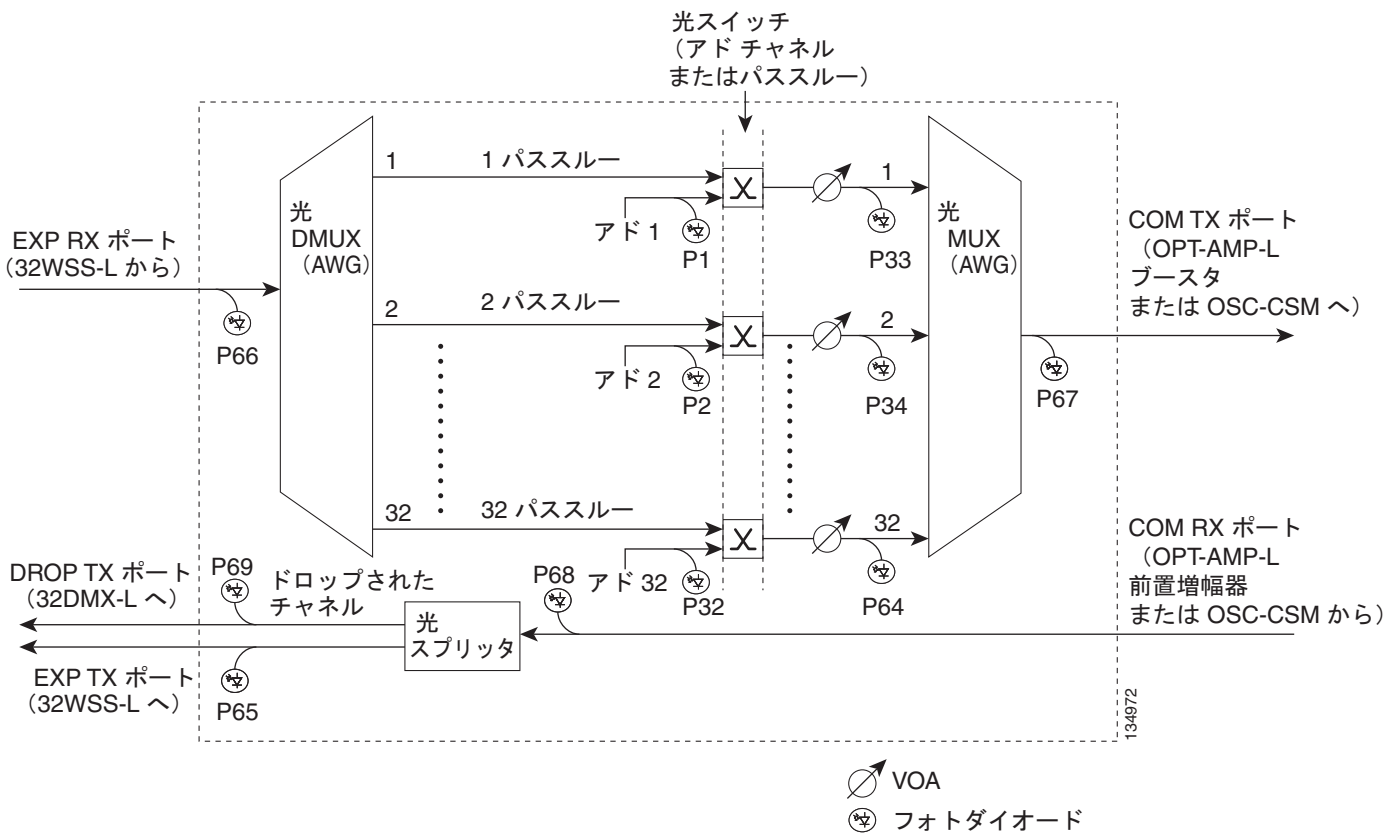 光スイッチ
（アド チャネル
またはパススルー）
1
1 パススルー
光
DMUX
（AWG）
アド 1
P1
1
P33
光
MUX
（AWG）
EXP RX ポート
（32WSS-L から）
P66
COM TX ポート
（OPT-AMP-L
ブースタ
または OSC-CSM へ）
2
2 パススルー
アド 2
P2
2
P34
P67
32
32 パススルー
アド 32
P32
32
P64
COM RX ポート
（OPT-AMP-L
前置増幅器
または OSC-CSM から）
DROP TX ポート
（32DMX-L へ）
P69
ドロップされた
チャネル
P68
光
スプリッタ
EXP TX ポート
（32WSS-L へ）
P65
134972
VOA
フォトダイオード